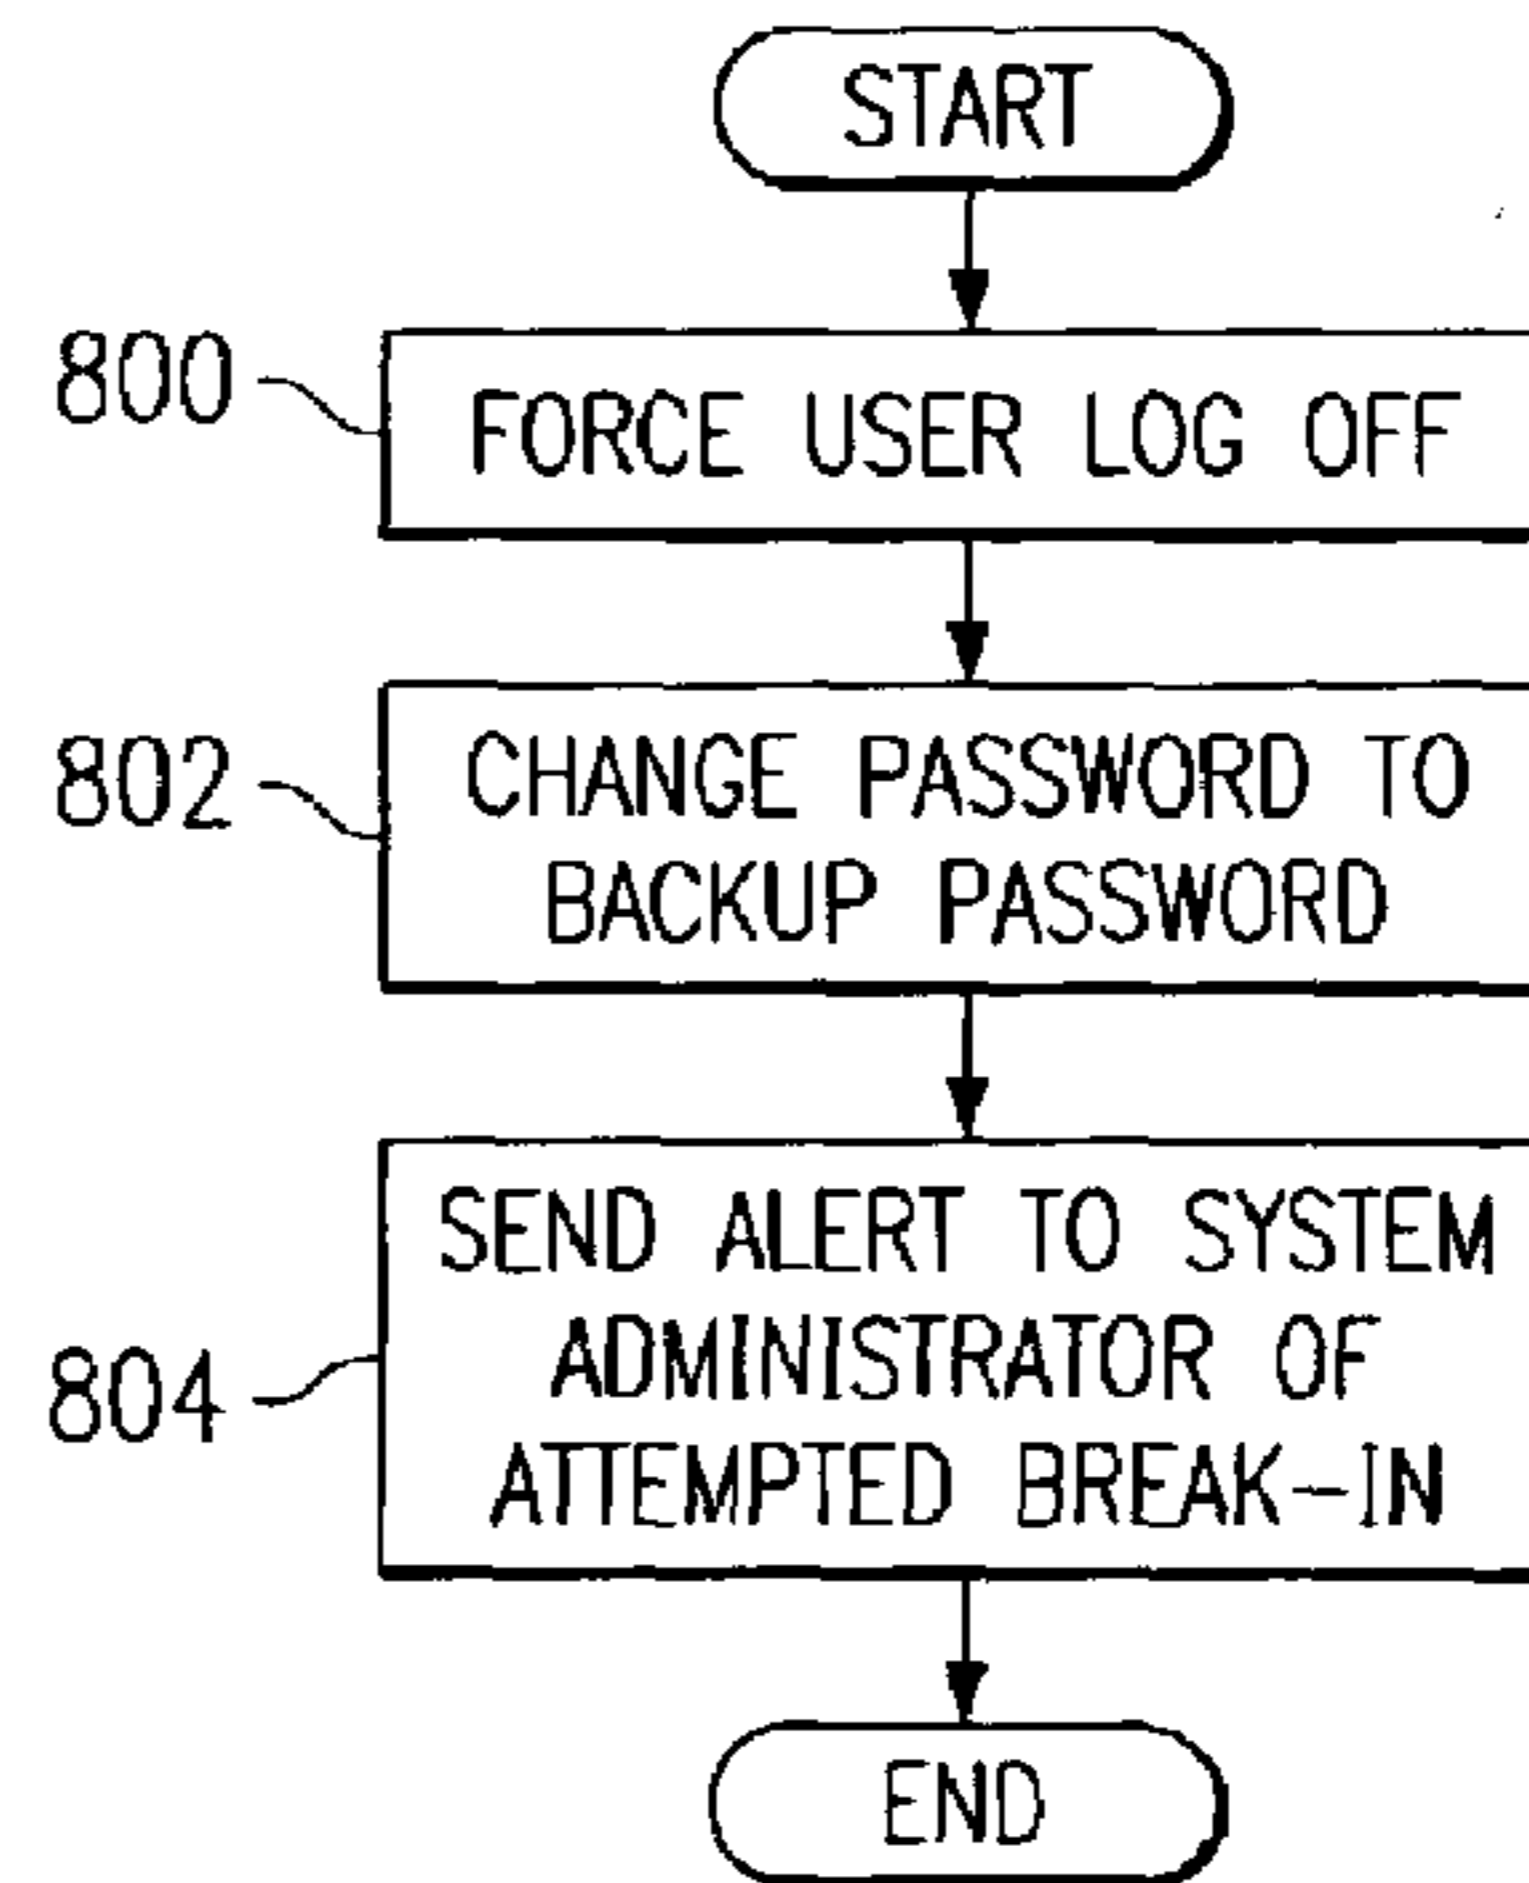 START
800
FORCE USER LOG OFF
802
CHANGE PASSWORD TO
BACKUP PASSWORD
804
SEND ALERT TO SYSTEM
ADMINISTRATOR OF
ATTEMPTED BREAK-IN
END